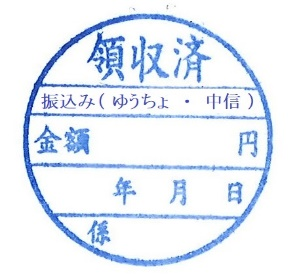 領収済
振込み(ゆうちょ ・ 中信)
金額 円
年 月 日
係